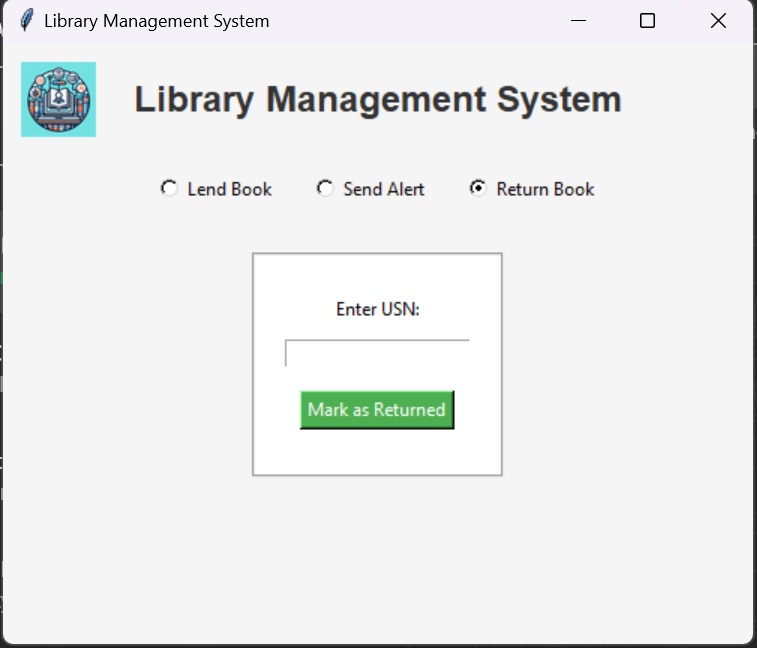 Library Management System
Library Management System
Lend Book Send Alert Return Book
Enter USN:
Mark as Returned